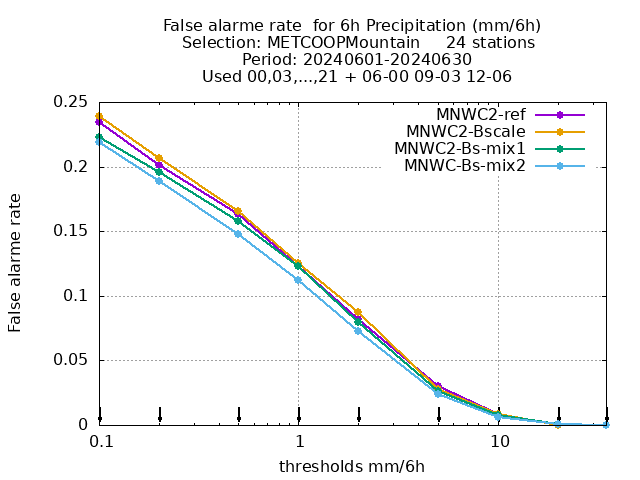 False alarme rate  for 6h Precipitation (mm/6h)
Selection: METCOOPMountain     24 stations
Period: 20240601-20240630
Used 00,03,...,21 + 06-00 09-03 12-06
MNWC2-ref
MNWC2-Bscale
MNWC2-Bs-mix1
MNWC-Bs-mix2
False alarme rate
0.25
0.2
0.15
0.1
0.05
0
0.1 1 10
thresholds mm/6h